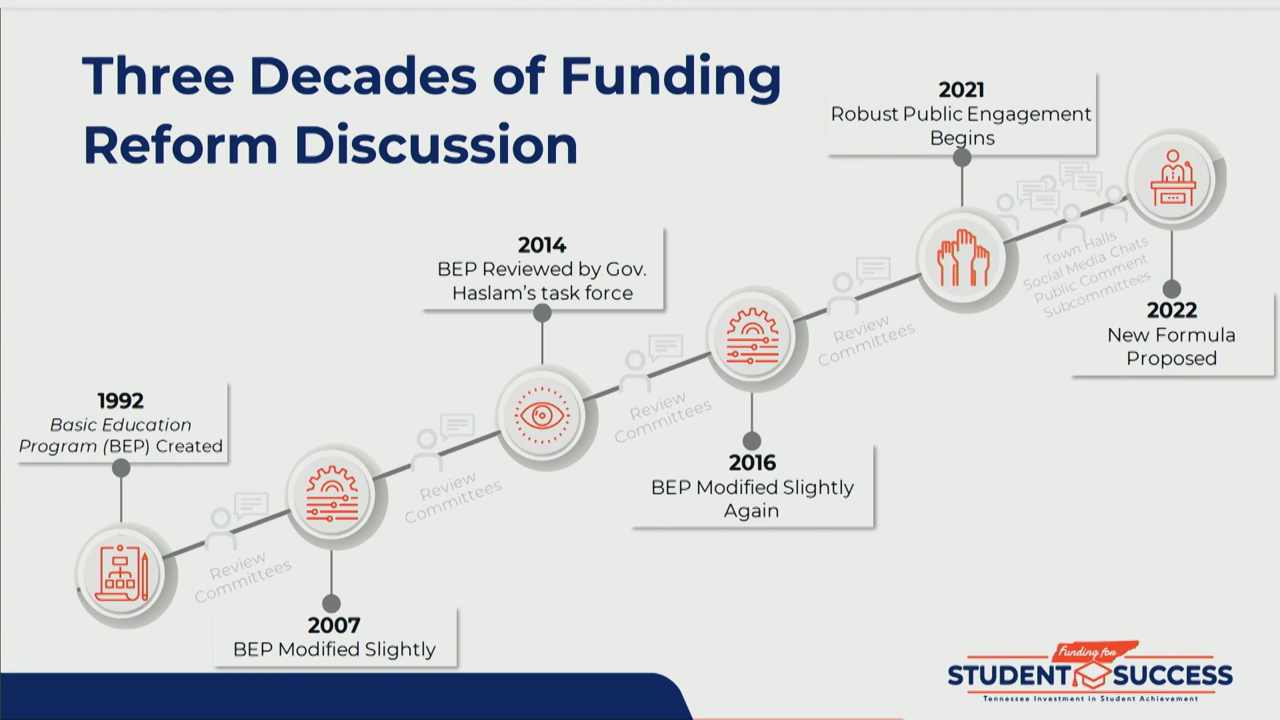 Three Decades of Funding
Reform Discussion
1992
Basic Education
Program (BEP) Created
Review
Committees
2007
BEP Modified Slightly
Review
Committees
2014
BEP Reviewed by Gov.
Haslam's task force
Review
Committees
2016
BEP Modified Slightly
Again
Review
Committees
2021
Robust Public Engagement
Begins
Town Halls
Social Media Chats
Public Comment
Subcommittees
2022
New Formula
Proposed
Funding for
STUDENT SUCCESS
Tennessee Investment in Student Achievement